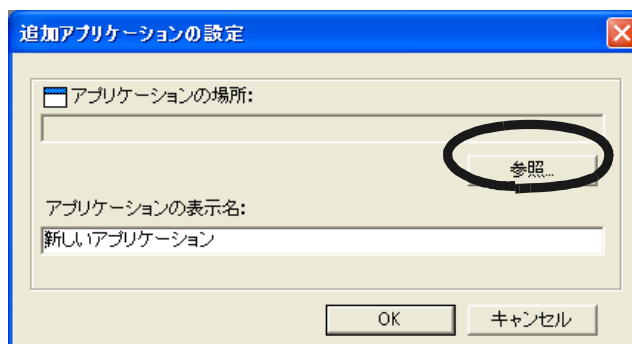 追加アプリケーションの設定
アプリケーションの場所:
参照...
アプリケーションの表示名:
新しいアプリケーション
OK キャンセル